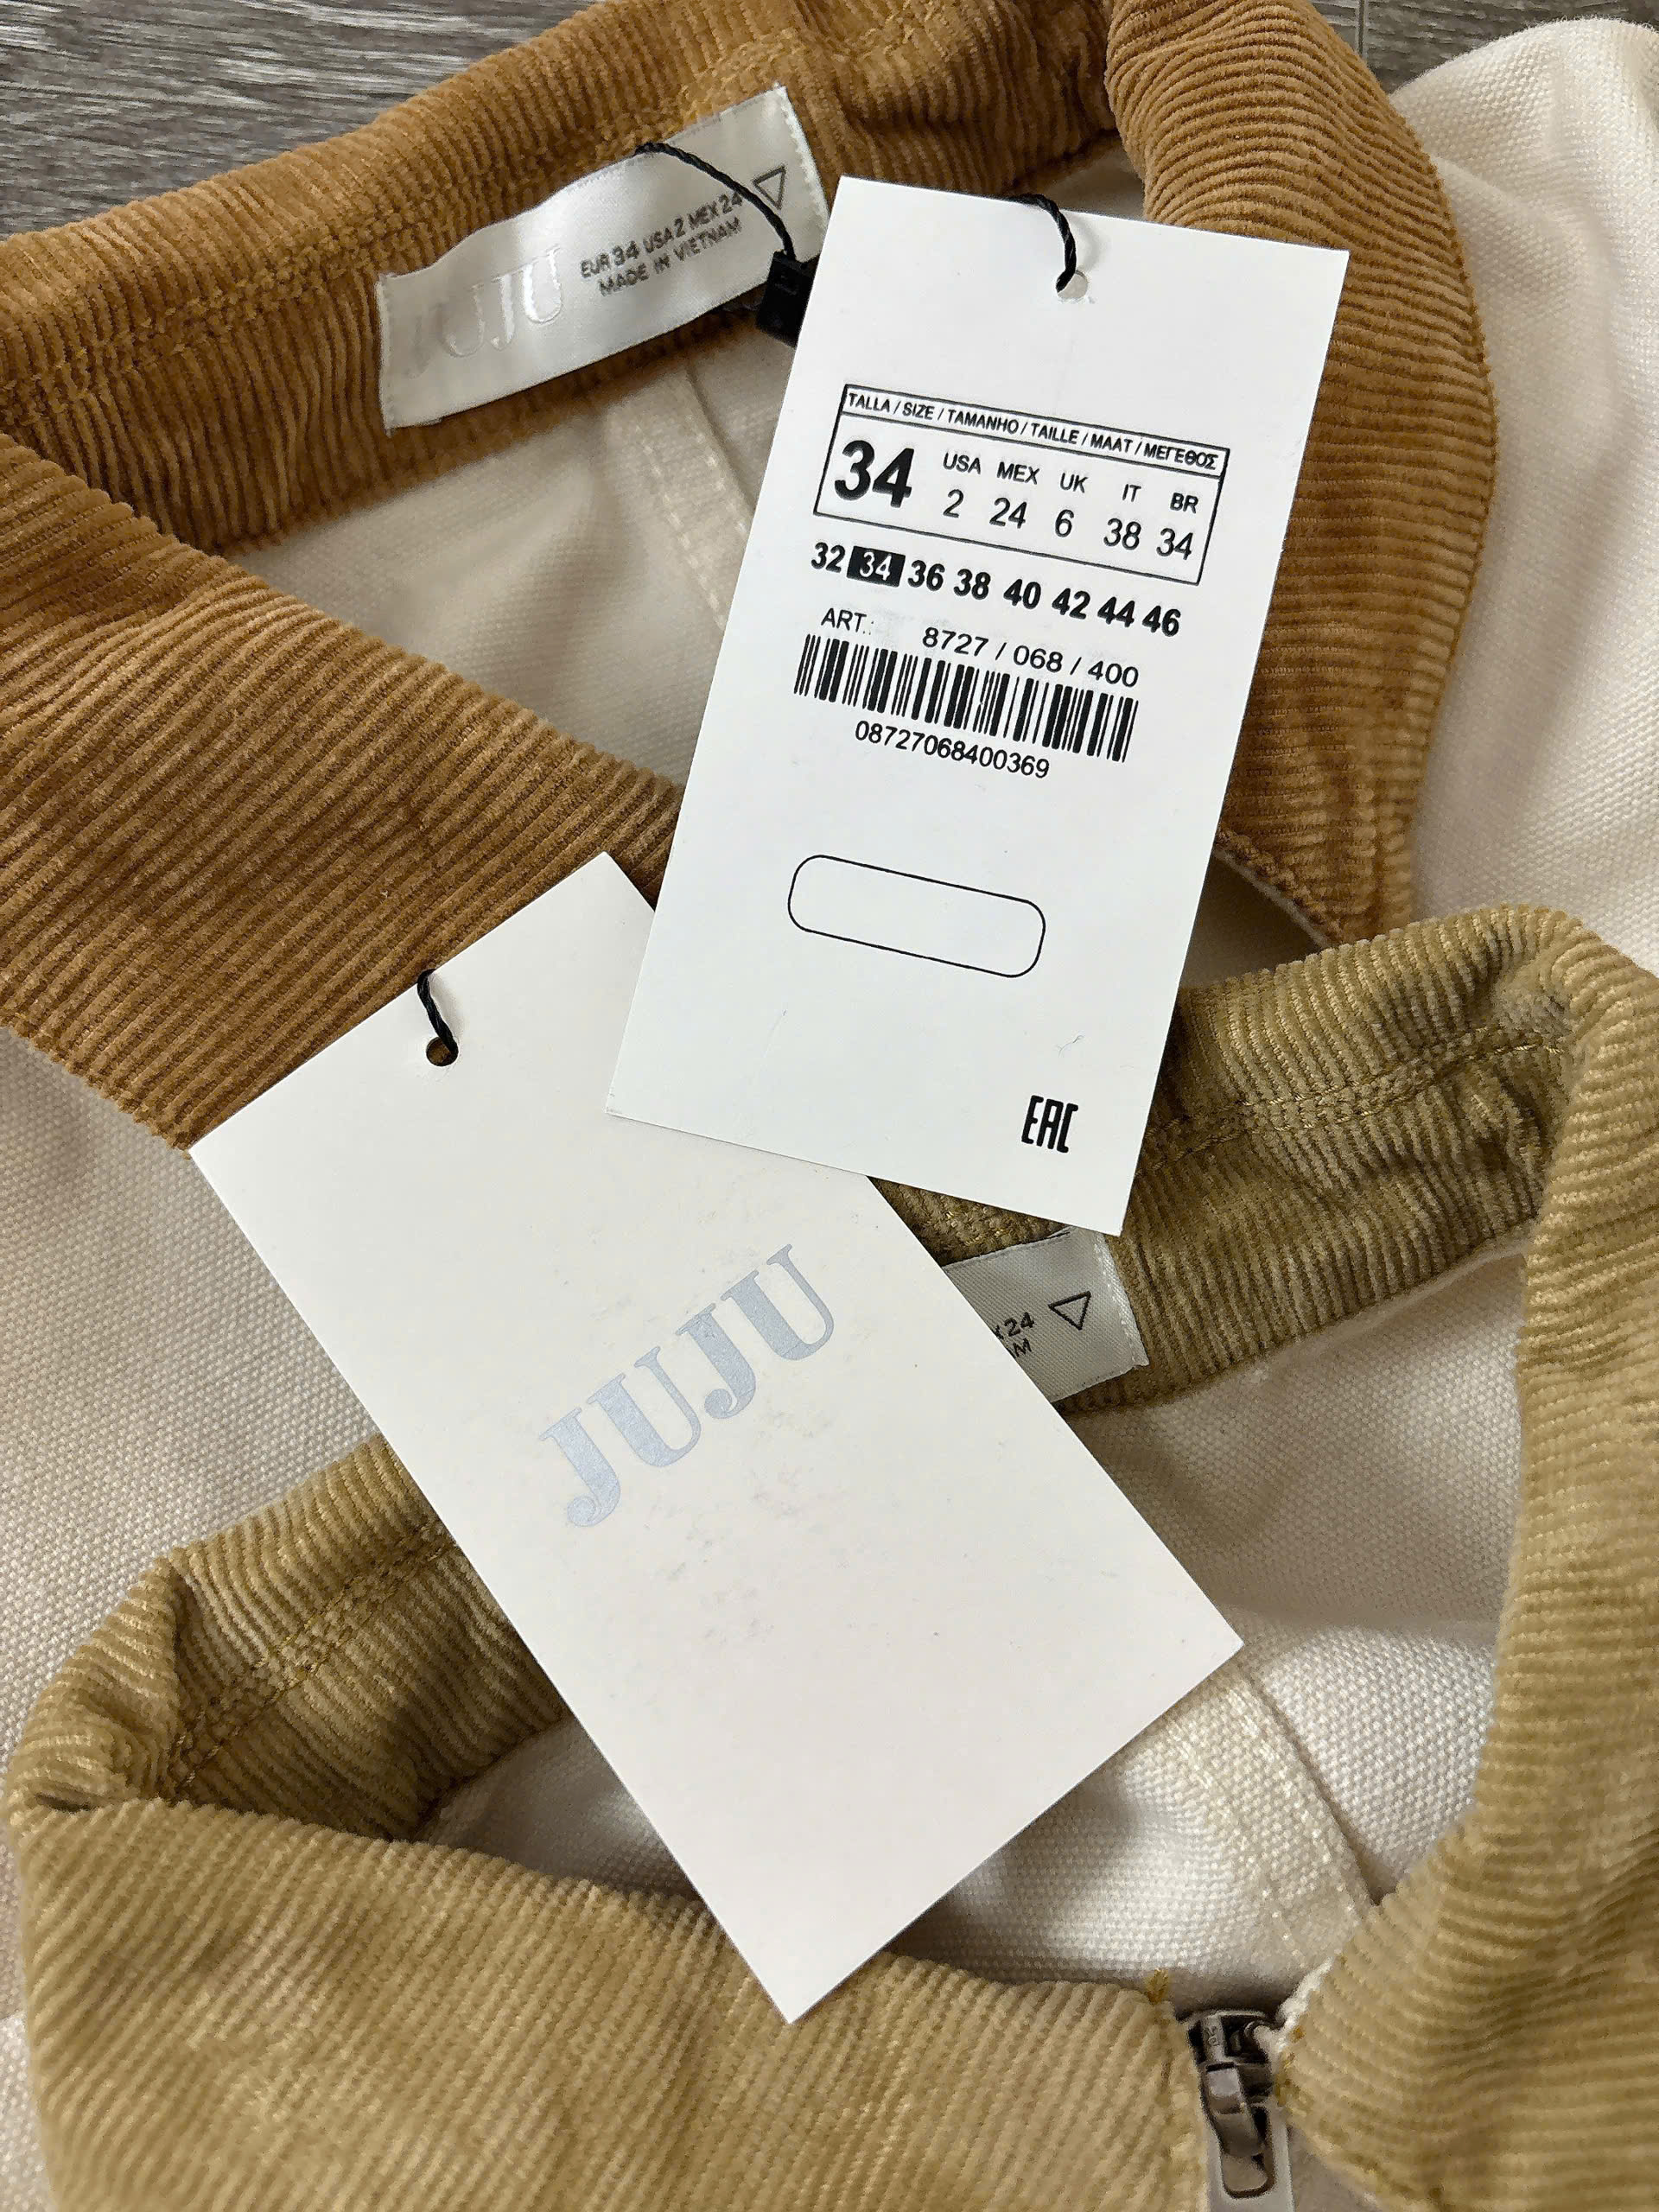 JUJU
EUR 34 USA 2 MEX 24
MADE IN VIETNAM
TALLA / SIZE / TAMANHO / TAILLE / MAAT / ΜΕΓΕΘΟΣ
34
USA MEX UK IT BR
2 24 6 38 34
32 34 36 38 40 42 44 46
ART.: 8727 / 068 / 400
08727068400369
EAC
24
JUJU